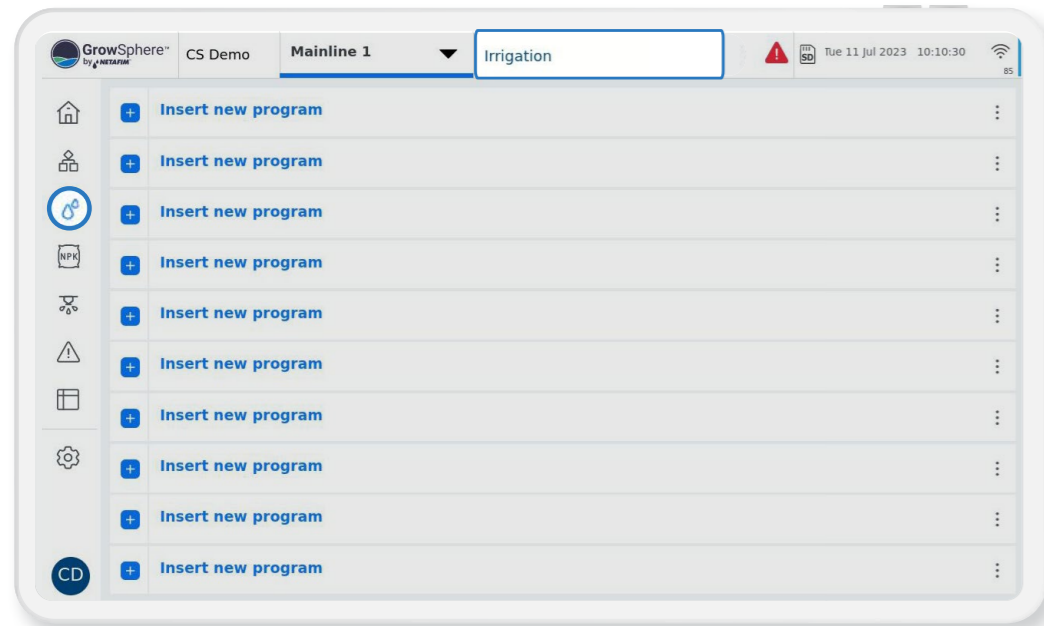 GrowSphere™
by NETAFIM™
CS Demo
Mainline 1
Irrigation
SD
Tue 11 Jul 2023 10:10:30
85
Insert new program
Insert new program
Insert new program
NPK
Insert new program
Insert new program
Insert new program
Insert new program
Insert new program
Insert new program
CD
Insert new program